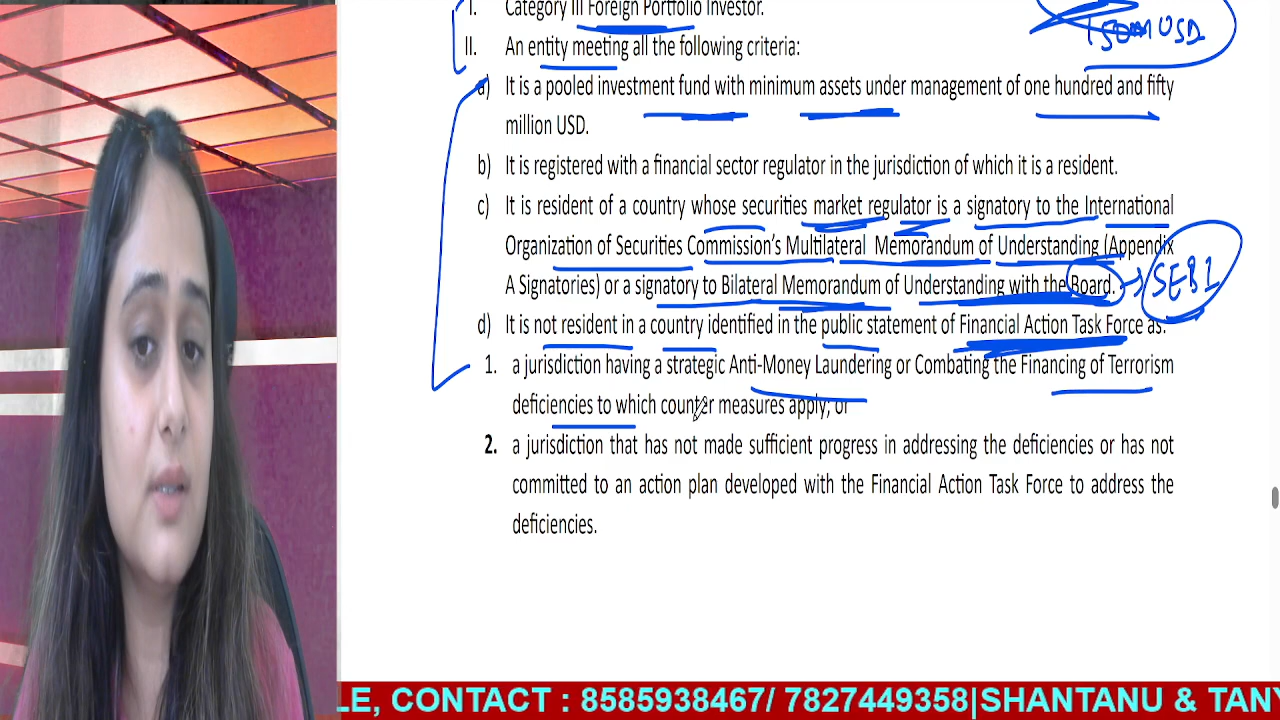 I. Category III Foreign Portfolio Investor.
II. An entity meeting all the following criteria:
150m USD
a) It is a pooled investment fund with minimum assets under management of one hundred and fifty
million USD.
b) It is registered with a financial sector regulator in the jurisdiction of which it is a resident.
c) It is resident of a country whose securities market regulator is a signatory to the International
Organization of Securities Commission's Multilateral Memorandum of Understanding (Appendix
A Signatories) or a signatory to Bilateral Memorandum of Understanding with the Board.
SEBI
d) It is not resident in a country identified in the public statement of Financial Action Task Force as:
1. a jurisdiction having a strategic Anti-Money Laundering or Combating the Financing of Terrorism
deficiencies to which counter measures apply; or
2. a jurisdiction that has not made sufficient progress in addressing the deficiencies or has not
committed to an action plan developed with the Financial Action Task Force to address the
deficiencies.
LE, CONTACT : 8585938467/ 7827449358|SHANTANU & TAN